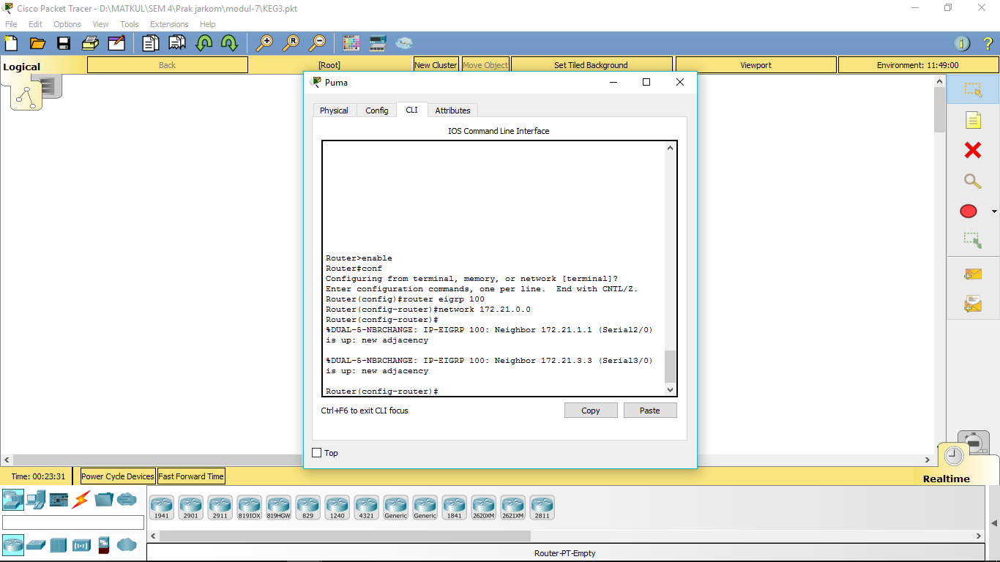 Cisco Packet Tracer - D:\MATKUL\SEM 4\Prak jarkom\modul-7\KEG3.pkt
File Edit Options View Tools Extensions Help
Logical
Back
[Root]
New Cluster
Move Object
Set Tiled Background
Viewport
Environment: 11:49:00
Puma
Physical Config CLI Attributes
IOS Command Line Interface
Router>enable
Router#conf
Configuring from terminal, memory, or network [terminal]?
Enter configuration commands, one per line.  End with CNTL/Z.
Router(config)#router eigrp 100
Router(config-router)#network 172.21.0.0
Router(config-router)#
%DUAL-5-NBRCHANGE: IP-EIGRP 100: Neighbor 172.21.1.1 (Serial2/0)
is up: new adjacency
%DUAL-5-NBRCHANGE: IP-EIGRP 100: Neighbor 172.21.3.3 (Serial3/0)
is up: new adjacency
Router(config-router)#
Ctrl+F6 to exit CLI focus
Copy
Paste
Top
Time: 00:23:31
Power Cycle Devices
Fast Forward Time
Realtime
1941 2901 2911 819IOX 819HGW 829 1240 4321 Generic Generic 1841 2620XM 2621XM 2811
Router-PT-Empty